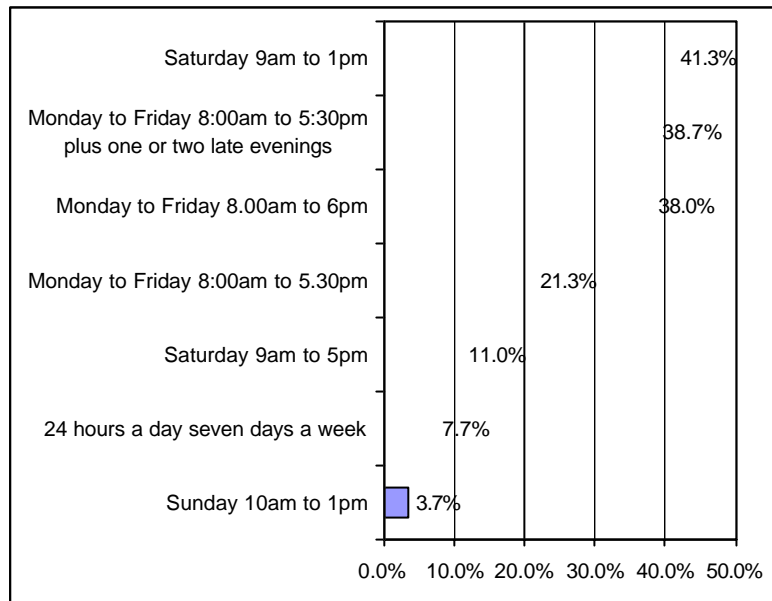 Saturday 9am to 1pm 41.3%
Monday to Friday 8:00am to 5:30pm
plus one or two late evenings 38.7%
Monday to Friday 8.00am to 6pm 38.0%
Monday to Friday 8:00am to 5.30pm 21.3%
Saturday 9am to 5pm 11.0%
24 hours a day seven days a week 7.7%
Sunday 10am to 1pm 3.7%
0.0% 10.0% 20.0% 30.0% 40.0% 50.0%